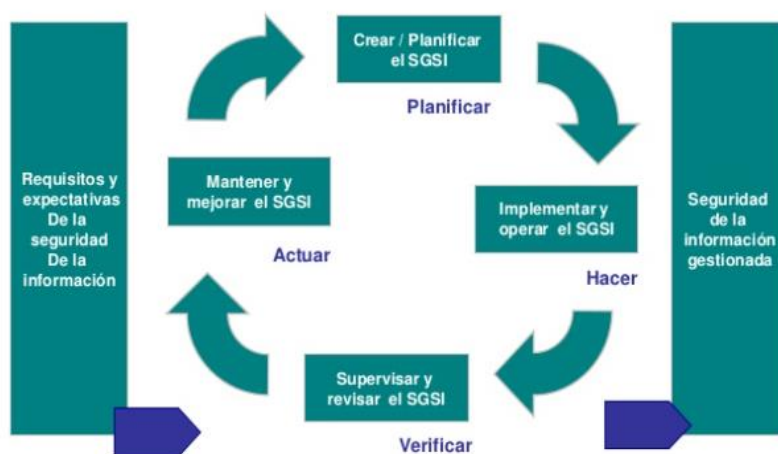 Requisitos y
expectativas
De la
seguridad
De la
información
Crear / Planificar
el SGSI
Planificar
Implementar y
operar el SGSI
Hacer
Supervisar y
revisar el SGSI
Verificar
Mantener y
mejorar el SGSI
Actuar
Seguridad
de la
información
gestionada